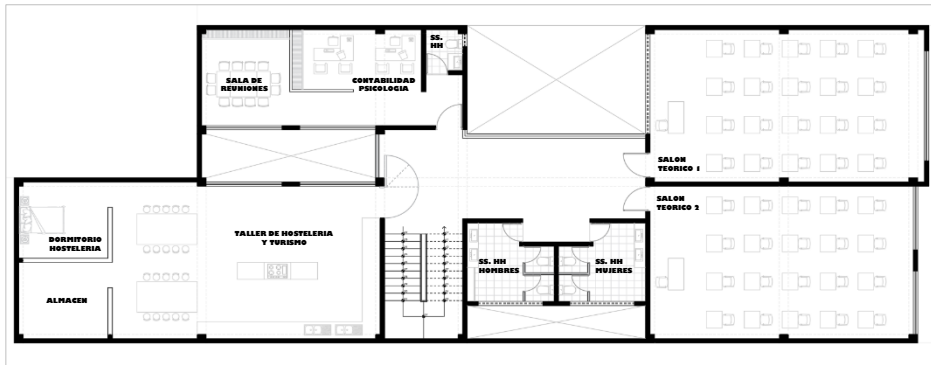 SS.
HH
SALA DE
REUNIONES
CONTABILIDAD
PSICOLOGIA
SALON
TEORICO 1
SALON
TEORICO 2
DORMITORIO
HOSTELERIA
TALLER DE HOSTELERIA
Y TURISMO
SS. HH
HOMBRES
SS. HH
MUJERES
ALMACEN